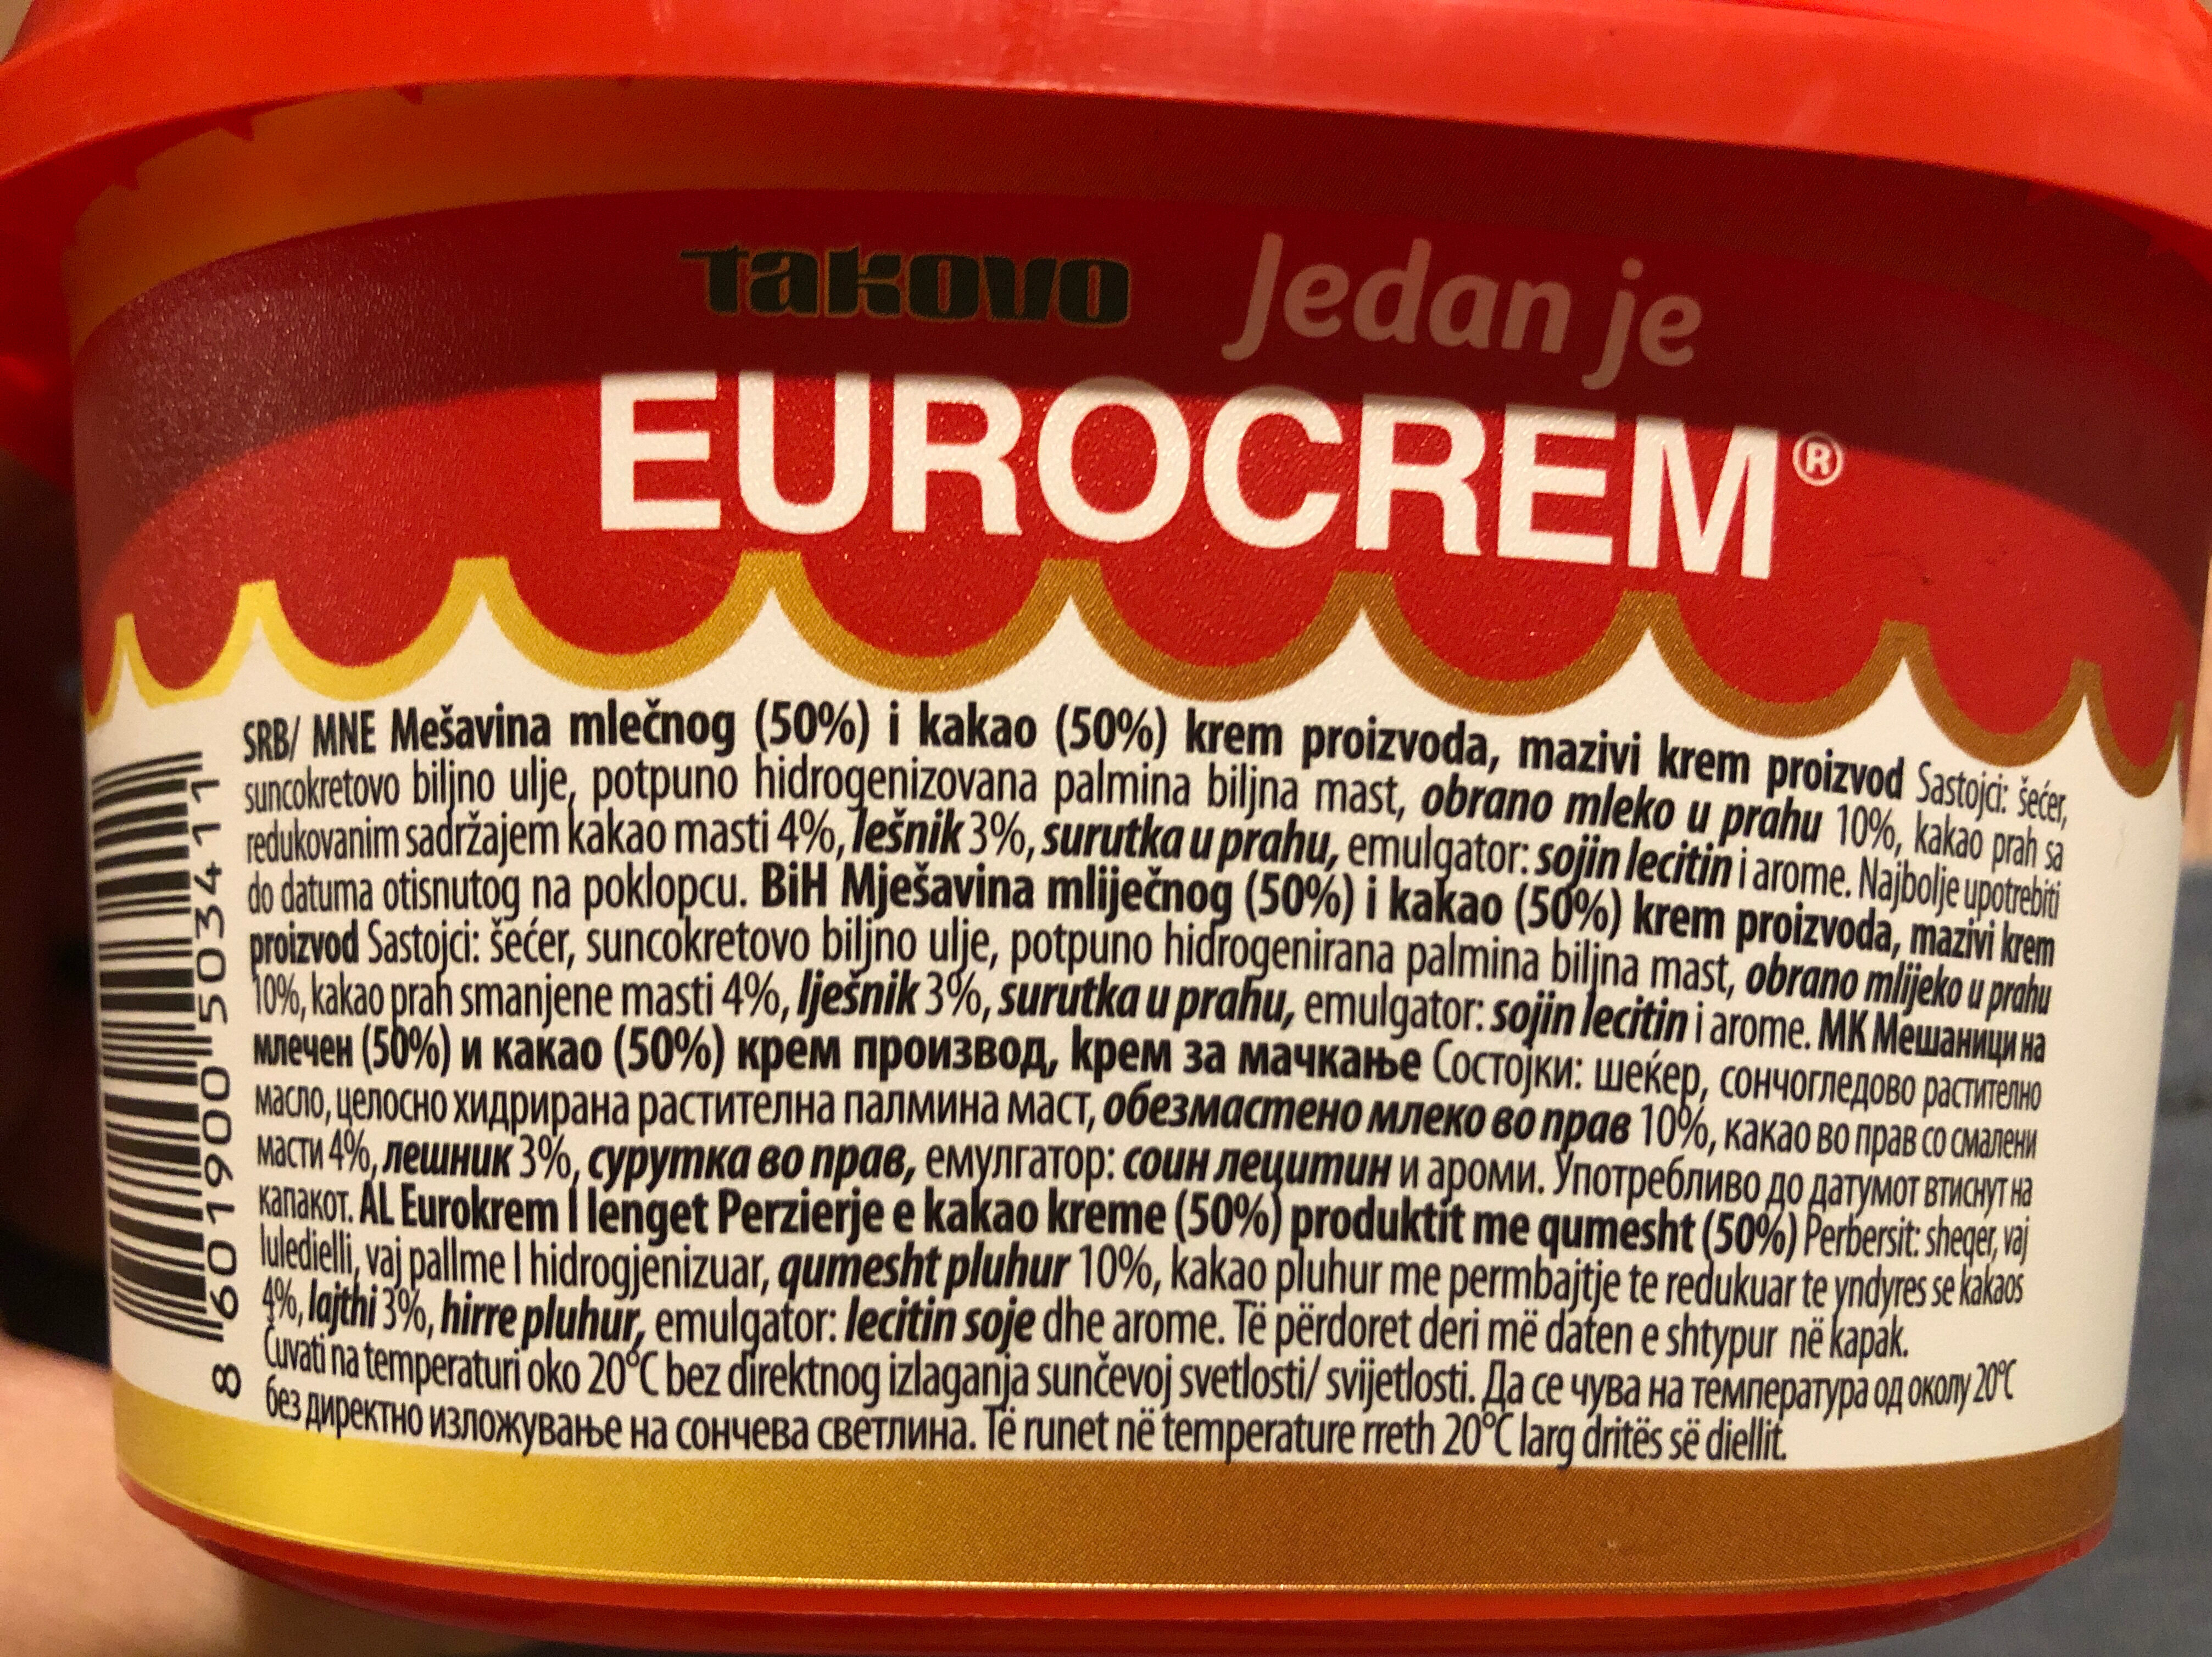 Takovo Jedan je
EUROCREM®
SRB/ MNE Mešavina mlečnog (50%) i kakao (50%) krem proizvoda, mazivi krem proizvod Sastojci: šećer,
suncokretovo biljno ulje, potpuno hidrogenizovana palmina biljna mast, obrano mleko u prahu 10%, kakao prah sa
redukovanim sadržajem kakao masti 4%, lešnik 3%, surutka u prahu, emulgator: sojin lecitin i arome. Najbolje upotrebiti
do datuma otisnutog na poklopcu. BiH Mješavina mliječnog (50%) i kakao (50%) krem proizvoda, mazivi krem
proizvod Sastojci: šećer, suncokretovo biljno ulje, potpuno hidrogenirana palmina biljna mast, obrano mlijeko u prahu
10%, kakao prah smanjene masti 4%, lješnik 3%, surutka u prahu, emulgator: sojin lecitin i arome. МК Мешаници на
млечен (50%) и какао (50%) крем производ, крем за мачкање Состојки: шеќер, сончогледово растително
масло, целосно хидрирана растителна палмина маст, обезмастено млеко во прав 10%, какао во прав со смалени
масти 4%, лешник 3%, сурутка во прав, емулгатор: соин лецитин и ароми. Употребливо до датумот втиснут на
капакот. AL Eurokrem I lenget Perzierje e kakao kreme (50%) produktit me qumesht (50%) Perbersit: sheqer, vaj
luledielli, vaj pallme I hidrogjenizuar, qumesht pluhur 10%, kakao pluhur me permbajtje te redukuar te yndyres se kakaos
4%, lajthi 3%, hirre pluhur, emulgator: lecitin soje dhe arome. Të përdoret deri më daten e shtypur në kapak.
Čuvati na temperaturi oko 20°C bez direktnog izlaganja sunčevoj svetlosti/ svijetlosti. Да се чува на температура од околу 20°C
без директно изложување на сончева светлина. Të runet në temperature rreth 20°C larg dritës së diellit.
8 601900 503411